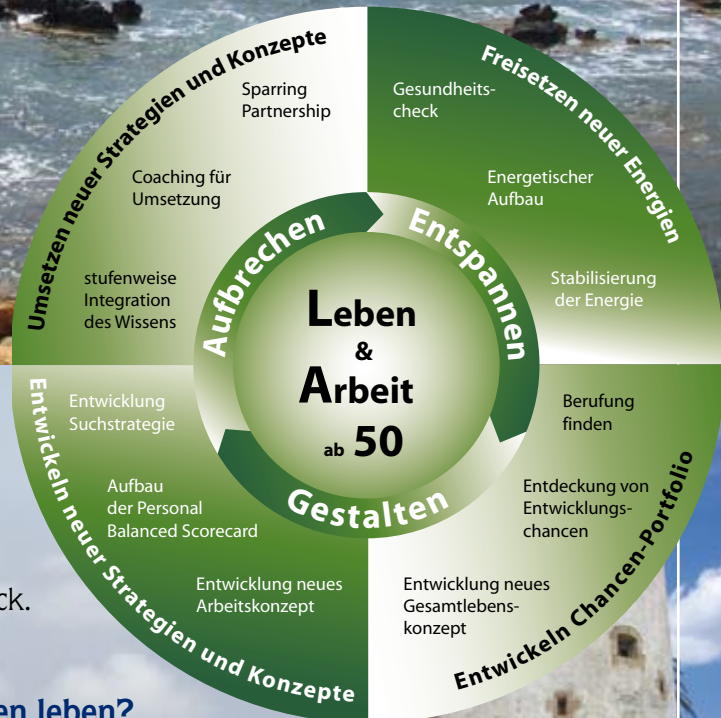 Umsetzen neuer Strategien und Konzepte
Sparring
Partnership
Coaching für
Umsetzung
stufenweise
Integration
des Wissens
Freisetzen neuer Energien
Gesundheits-
check
Energetischer
Aufbau
Stabilisierung
der Energie
Aufbrechen
Entspannen
Gestalten
Leben
&
Arbeit
ab 50
Berufung
finden
Entdeckung von
Entwicklungs-
chancen
Entwicklung neues
Gesamtlebens-
konzept
Entwickeln Chancen-Portfolio
Entwicklung
Suchstrategie
Aufbau
der Personal
Balanced Scorecard
Entwicklung neues
Arbeitskonzept
Entwickeln neuer Strategien und Konzepte
ck.
en leben?